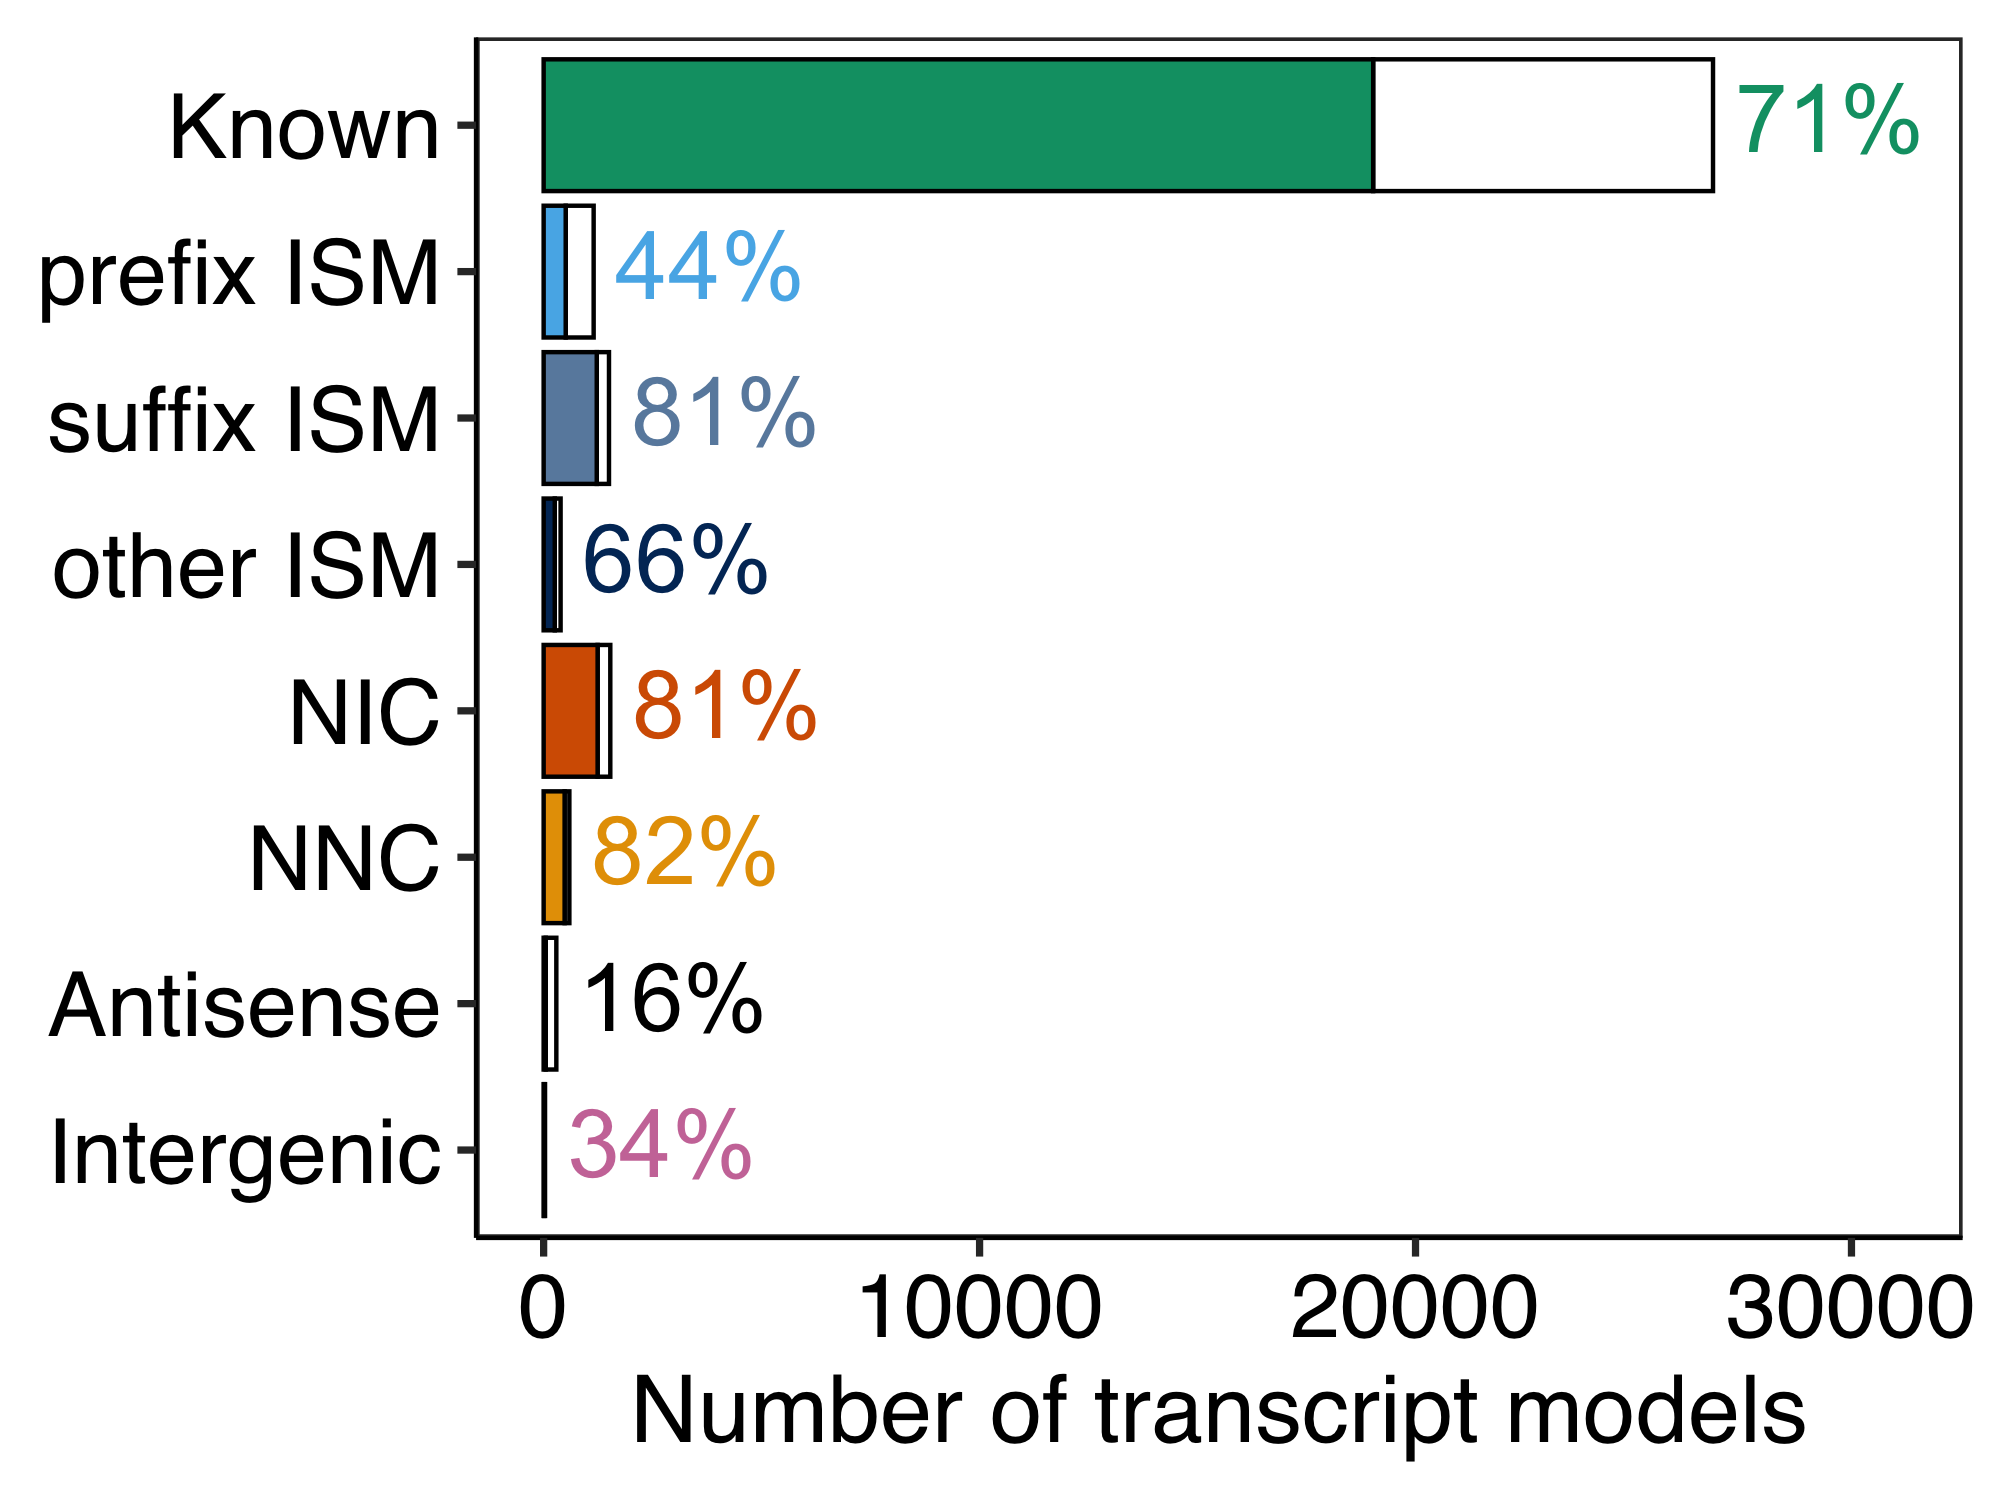 Known 71%
prefix ISM 44%
suffix ISM 81%
other ISM 66%
NIC 81%
NNC 82%
Antisense 16%
Intergenic 34%
0 10000 20000 30000
Number of transcript models